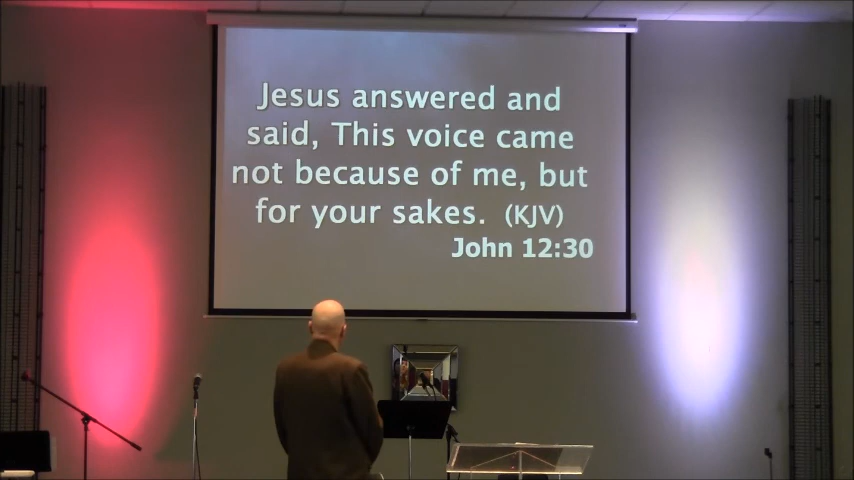 Jesus answered and
said, This voice came
not because of me, but
for your sakes. (KJV)
John 12:30